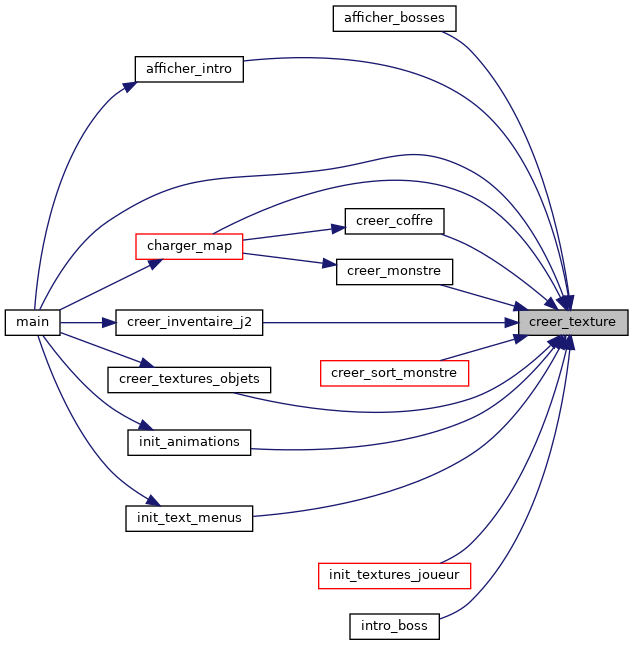 afficher_bosses
afficher_intro
creer_coffre
charger_map
creer_monstre
main
creer_inventaire_j2
creer_texture
creer_sort_monstre
creer_textures_objets
init_animations
init_text_menus
init_textures_joueur
intro_boss